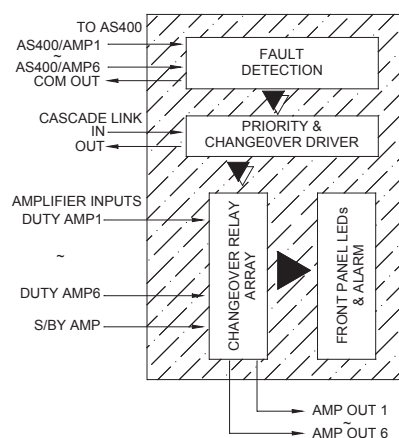 TO AS400
AS400/AMP1
~
AS400/AMP6
COM OUT
FAULT
DETECTION
CASCADE LINK
IN
OUT
PRIORITY &
CHANGE0VER DRIVER
AMPLIFIER INPUTS
DUTY AMP1
~
DUTY AMP6
S/BY AMP
CHANGEOVER RELAY
ARRAY
FRONT PANEL LEDs
& ALARM
AMP OUT 1
~
AMP OUT 6